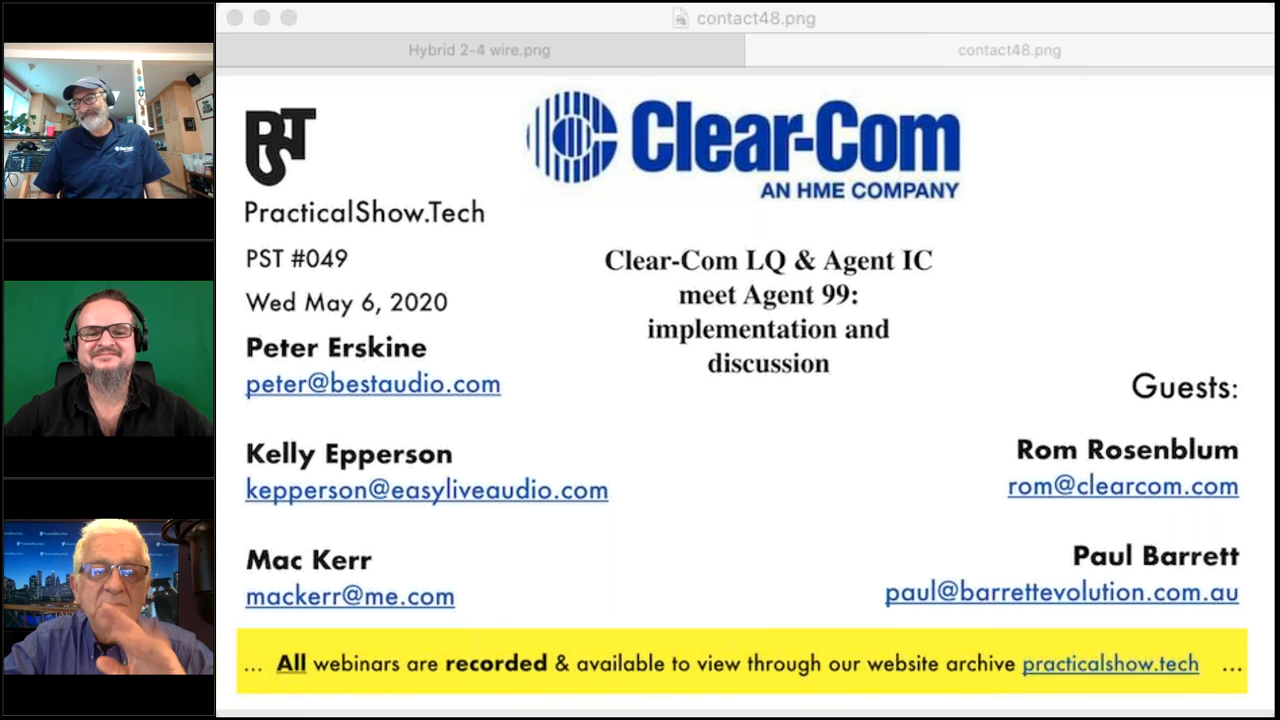 contact48.png
Hybrid 2-4 wire.png
contact48.png
PST
Clear-Com
AN HME COMPANY
PracticalShow.Tech
PST #049
Wed May 6, 2020
Clear-Com LQ & Agent IC
meet Agent 99:
implementation and
discussion
Peter Erskine
peter@bestaudio.com
Kelly Epperson
kepperson@easyliveaudio.com
Mac Kerr
mackerr@me.com
Guests:
Rom Rosenblum
rom@clearcom.com
Paul Barrett
paul@barrettevolution.com.au
... All webinars are recorded & available to view through our website archive practicalshow.tech ...